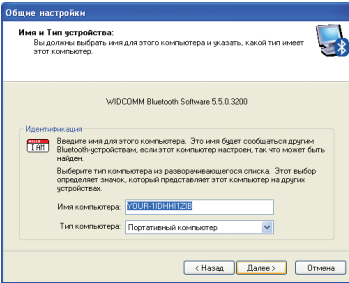 Общие настройки
Имя и Тип устройства:
Вы должны выбрать имя для этого компьютера и указать, какой тип имеет
этот компьютер.
WIDCOMM Bluetooth Software 5.5.0.3200
Идентификация
I AM
Введите имя для этого компьютера. Это имя будет сообщаться другим
Bluetooth-устройствам, если этот компьютер настроен, так что может быть
найден.
Выберите тип компьютера из разворачивающегося списка. Этот выбор
определяет значок, который представляет этот компьютер на других
устройствах.
Имя компьютера: YOUR-1IDHHI1ZIB
Тип компьютера: Портативный компьютер
< Назад Далее > Отмена